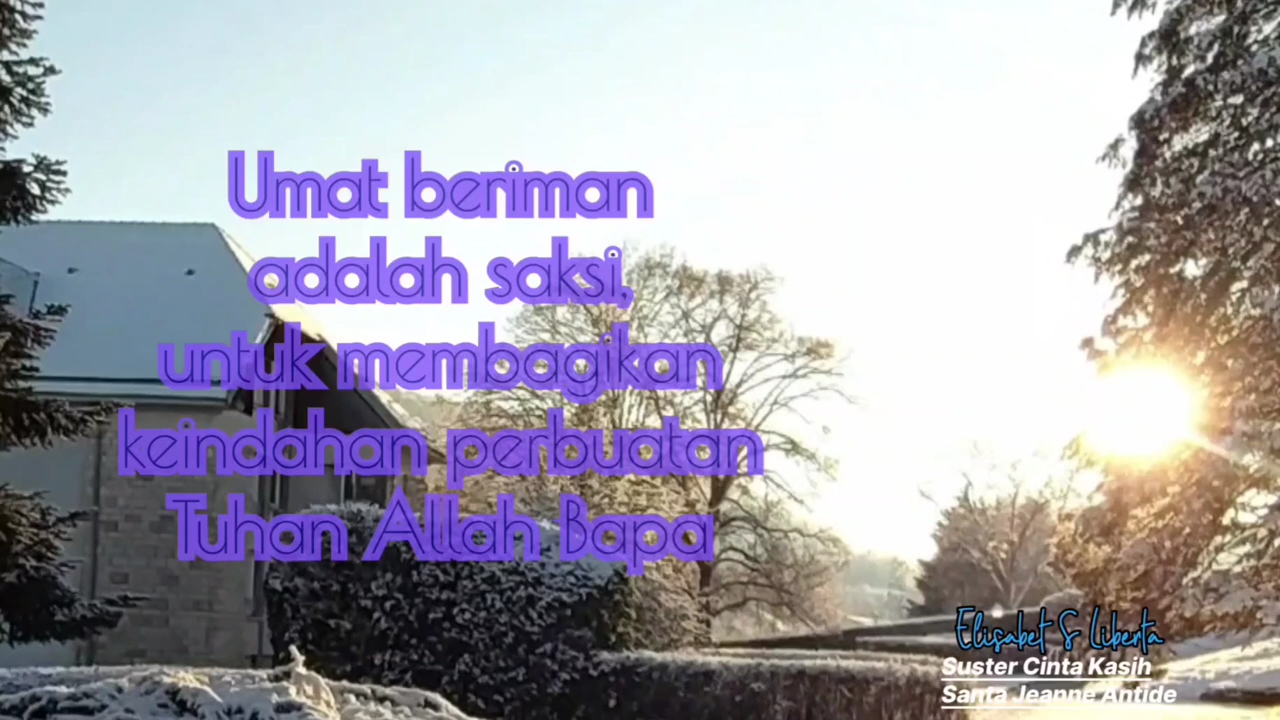 Umat beriman
adalah saksi,
untuk membagikan
keindahan perbuatan
Tuhan Allah Bapa
Elisabet S Liberta
Suster Cinta Kasih
Santa Jeanne Antide